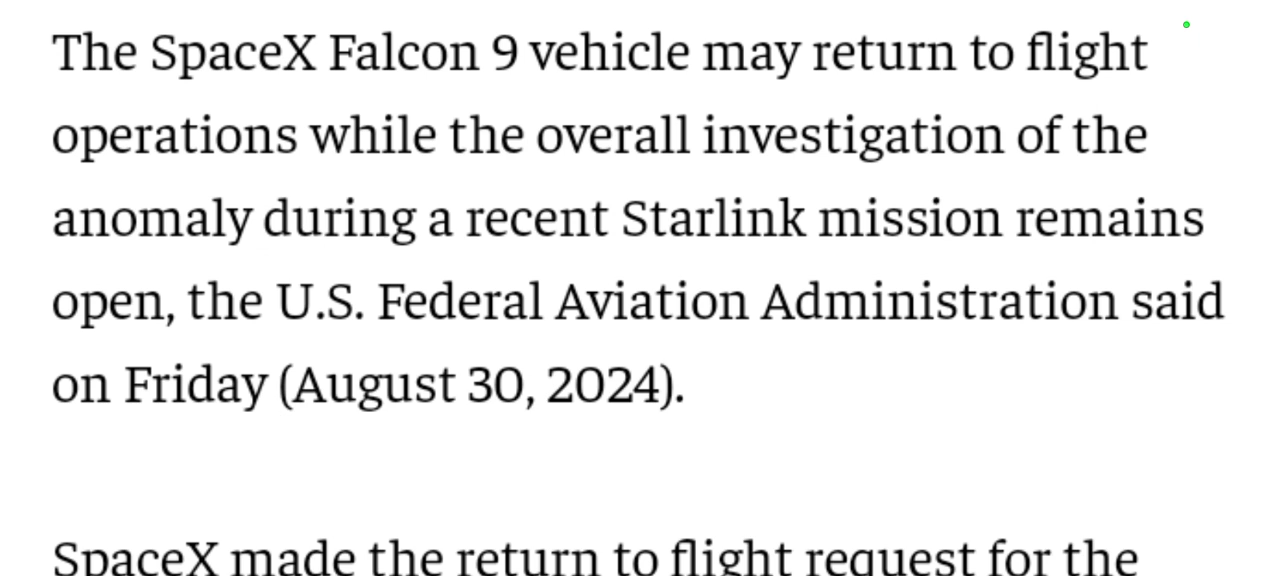 The SpaceX Falcon 9 vehicle may return to flight
operations while the overall investigation of the
anomaly during a recent Starlink mission remains
open, the U.S. Federal Aviation Administration said
on Friday (August 30, 2024).
SpaceX made the return to flight request for the